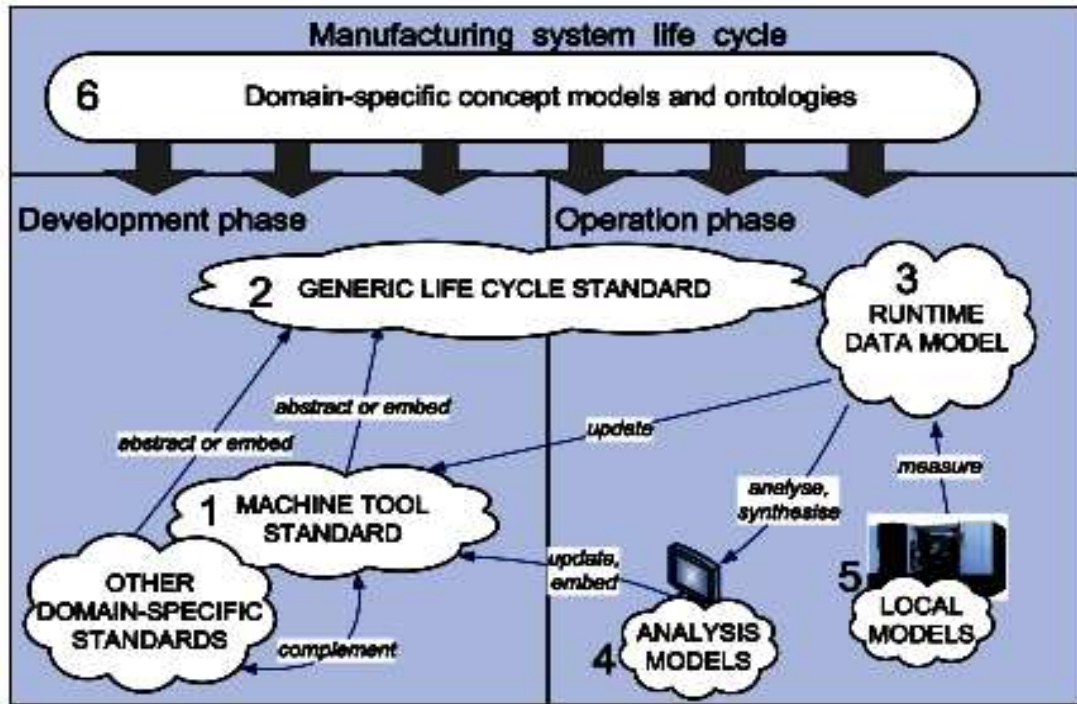 Manufacturing system life cycle
6 Domain-specific concept models and ontologies
Development phase
Operation phase
2 GENERIC LIFE CYCLE STANDARD
3
RUNTIME
DATA MODEL
abstract or embed
abstract or embed
update
measure
analyse,
synthesise
1 MACHINE TOOL
STANDARD
update,
embed
OTHER
DOMAIN-SPECIFIC
STANDARDS
complement
4 ANALYSIS
MODELS
5 LOCAL
MODELS